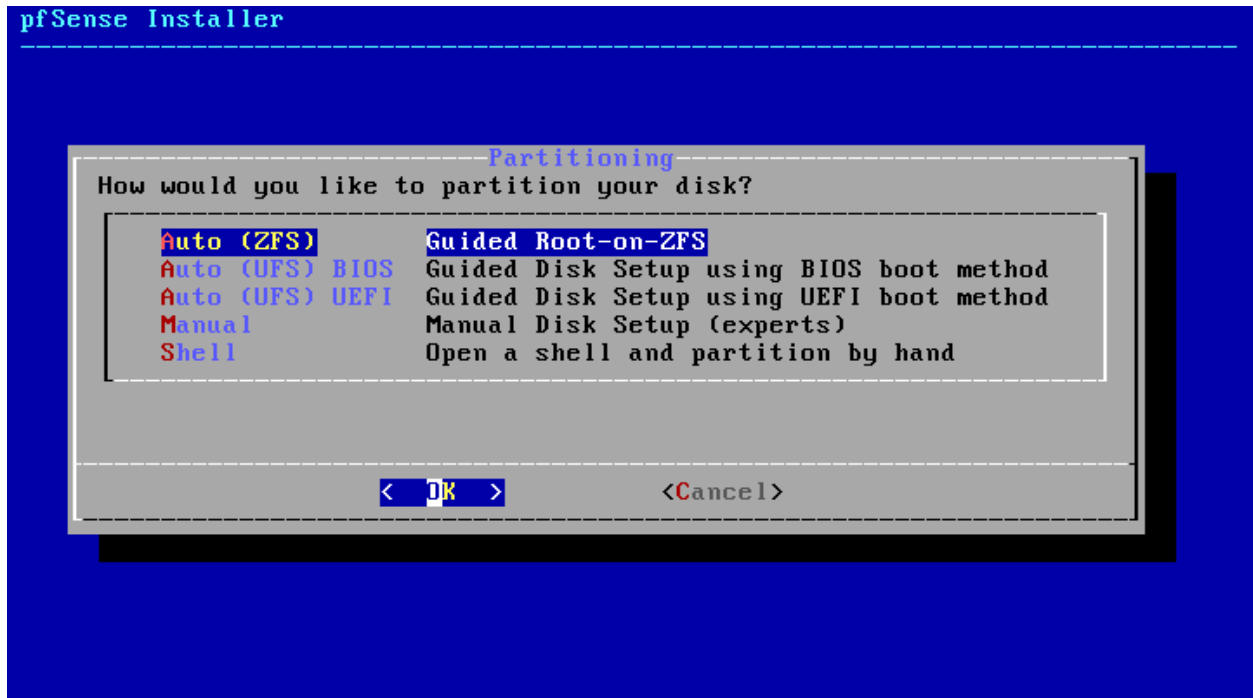 pfSense Installer
Partitioning
How would you like to partition your disk?
Auto (ZFS) Guided Root-on-ZFS
Auto (UFS) BIOS Guided Disk Setup using BIOS boot method
Auto (UFS) UEFI Guided Disk Setup using UEFI boot method
Manual Manual Disk Setup (experts)
Shell Open a shell and partition by hand
< OK > <Cancel>